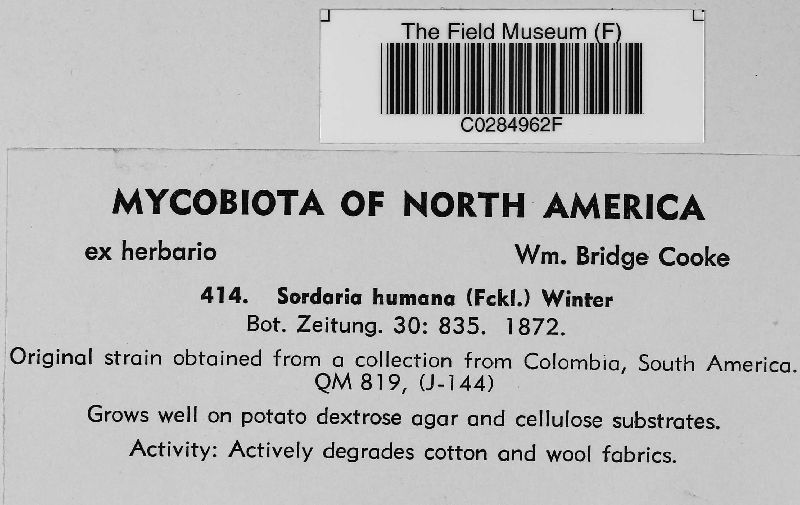 The Field Museum (F)
C0284962F
MYCOBIOTA OF NORTH AMERICA
ex herbario Wm. Bridge Cooke
414. Sordaria humana (Fckl.) Winter
Bot. Zeitung. 30: 835. 1872.
Original strain obtained from a collection from Colombia, South America.
QM 819, (J-144)
Grows well on potato dextrose agar and cellulose substrates.
Activity: Actively degrades cotton and wool fabrics.